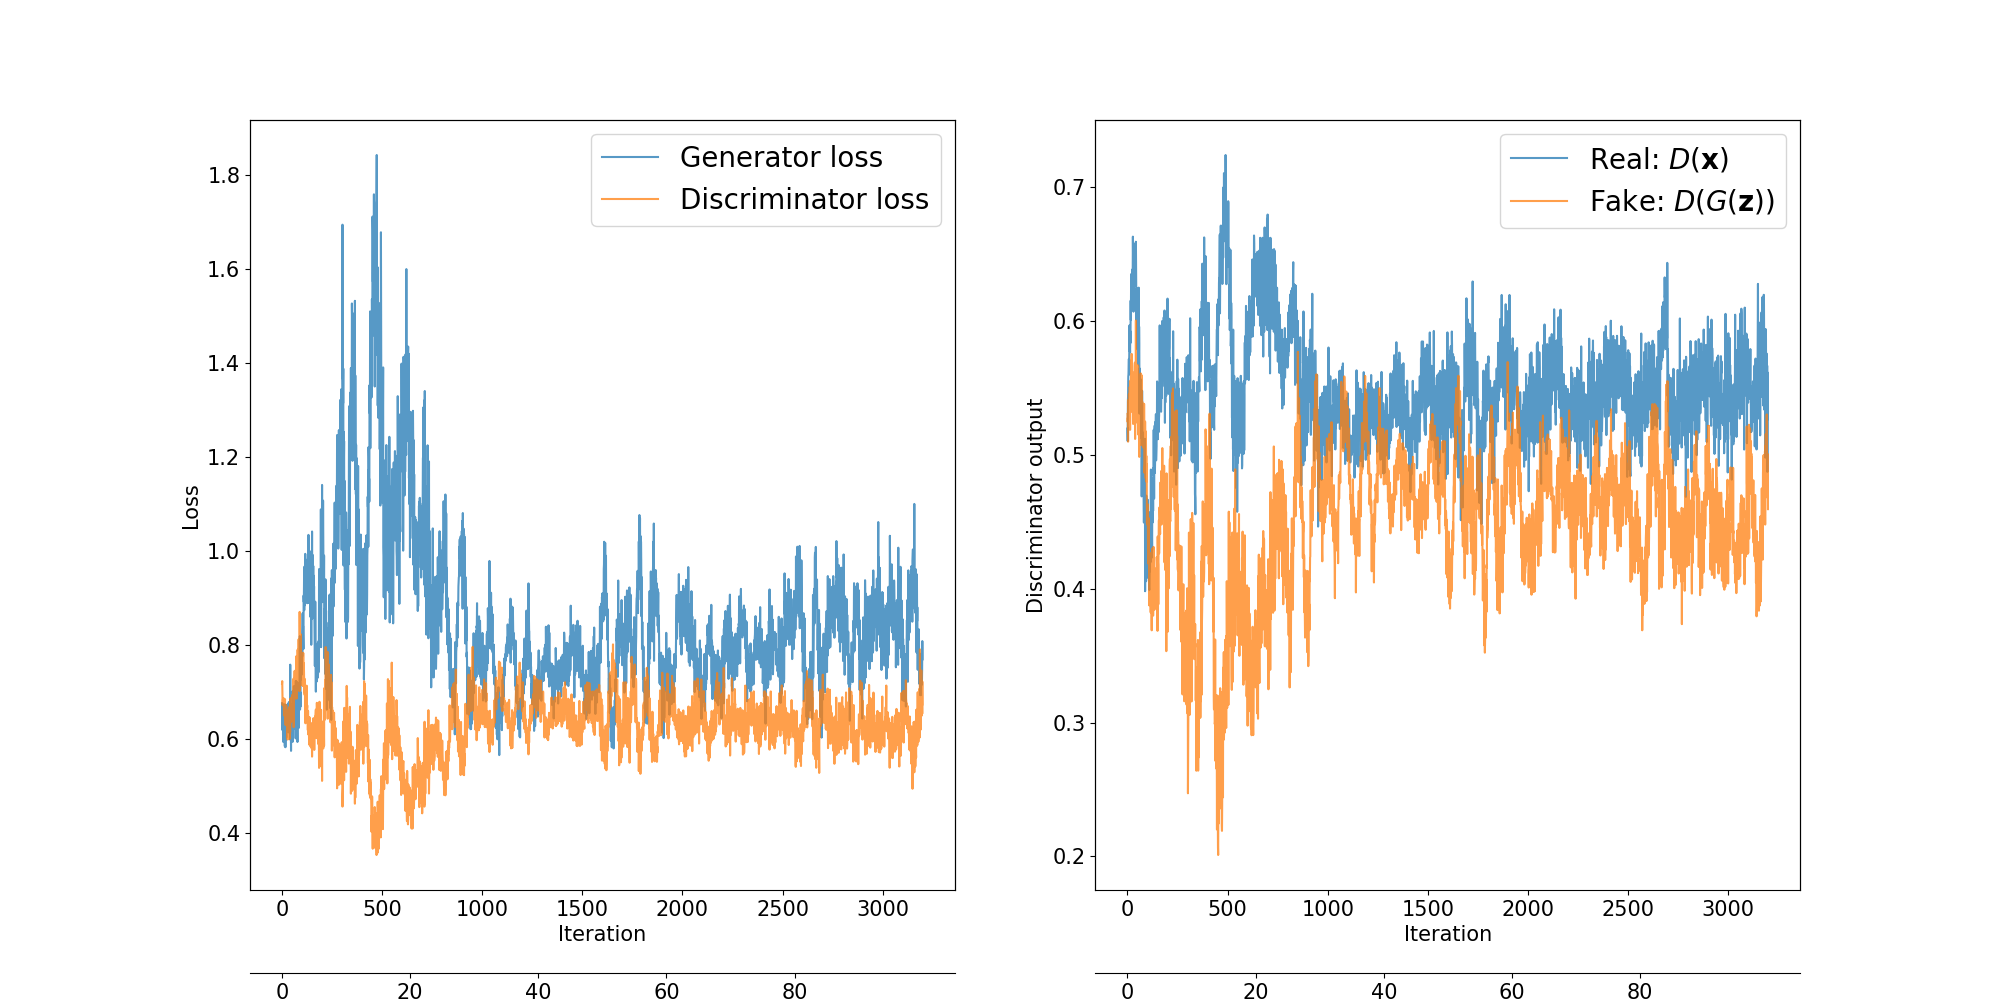 Generator loss
Discriminator loss
1.8
1.6
1.4
1.2
1.0
0.8
0.6
0.4
Loss
0 500 1000 1500 2000 2500 3000
Iteration
0 20 40 60 80
Real: D(x)
Fake: D(G(z))
0.7
0.6
0.5
0.4
0.3
0.2
Discriminator output
0 500 1000 1500 2000 2500 3000
Iteration
0 20 40 60 80